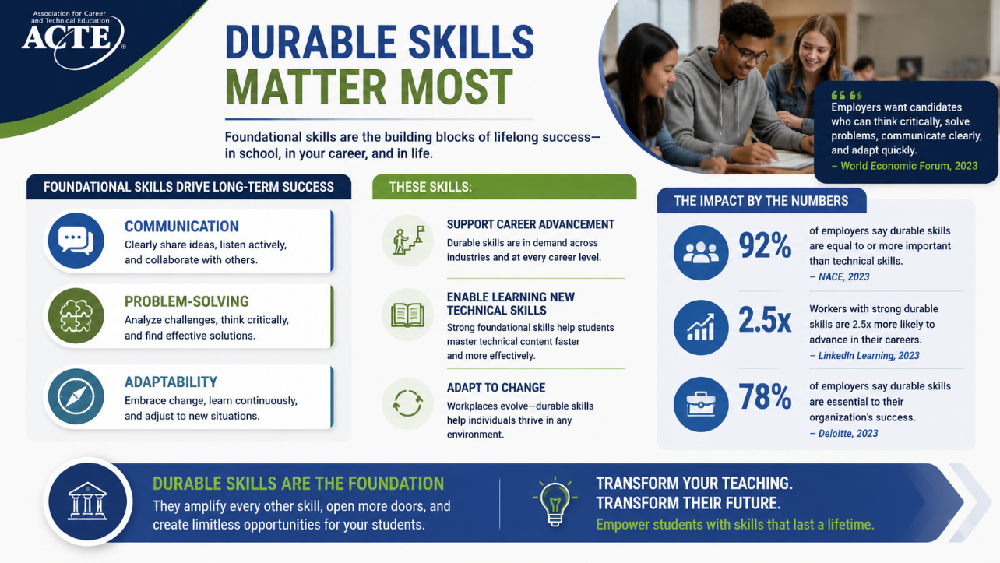 Association for Career
and Technical Education
ACTE®
DURABLE SKILLS
MATTER MOST
Foundational skills are the building blocks of lifelong success—
in school, in your career, and in life.
Employers want candidates
who can think critically, solve
problems, communicate clearly,
and adapt quickly.
– World Economic Forum, 2023
FOUNDATIONAL SKILLS DRIVE LONG-TERM SUCCESS
COMMUNICATION
Clearly share ideas, listen actively,
and collaborate with others.
PROBLEM-SOLVING
Analyze challenges, think critically,
and find effective solutions.
ADAPTABILITY
Embrace change, learn continuously,
and adjust to new situations.
THESE SKILLS:
SUPPORT CAREER ADVANCEMENT
Durable skills are in demand across
industries and at every career level.
ENABLE LEARNING NEW
TECHNICAL SKILLS
Strong foundational skills help students
master technical content faster
and more effectively.
ADAPT TO CHANGE
Workplaces evolve—durable skills
help individuals thrive in any
environment.
THE IMPACT BY THE NUMBERS
92%
of employers say durable skills
are equal to or more important
than technical skills.
– NACE, 2023
2.5x
Workers with strong durable
skills are 2.5x more likely to
advance in their careers.
– LinkedIn Learning, 2023
78%
of employers say durable skills
are essential to their
organization's success.
– Deloitte, 2023
DURABLE SKILLS ARE THE FOUNDATION
They amplify every other skill, open more doors, and
create limitless opportunities for your students.
TRANSFORM YOUR TEACHING.
TRANSFORM THEIR FUTURE.
Empower students with skills that last a lifetime.